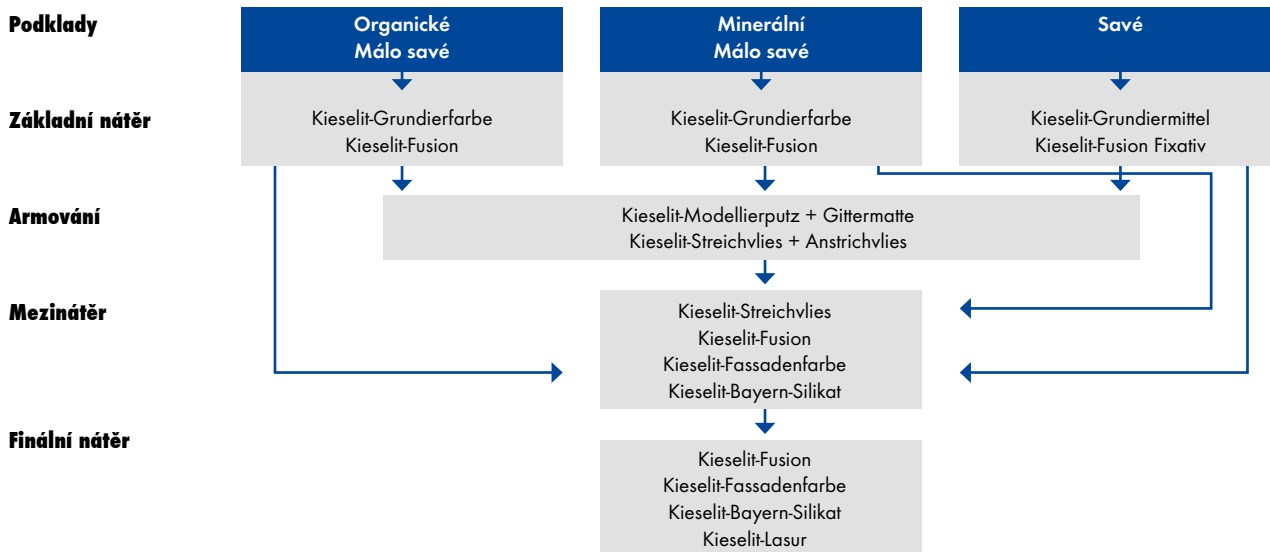 Podklady
Organické
Málo savé
Minerální
Málo savé
Savé
Základní nátěr
Kieselit-Grundierfarbe
Kieselit-Fusion
Kieselit-Grundierfarbe
Kieselit-Fusion
Kieselit-Grundiermittel
Kieselit-Fusion Fixativ
Armování
Kieselit-Modellierputz + Gittermatte
Kieselit-Streichvlies + Anstrichvlies
Mezinátěr
Kieselit-Streichvlies
Kieselit-Fusion
Kieselit-Fassadenfarbe
Kieselit-Bayern-Silikat
Finální nátěr
Kieselit-Fusion
Kieselit-Fassadenfarbe
Kieselit-Bayern-Silikat
Kieselit-Lasur